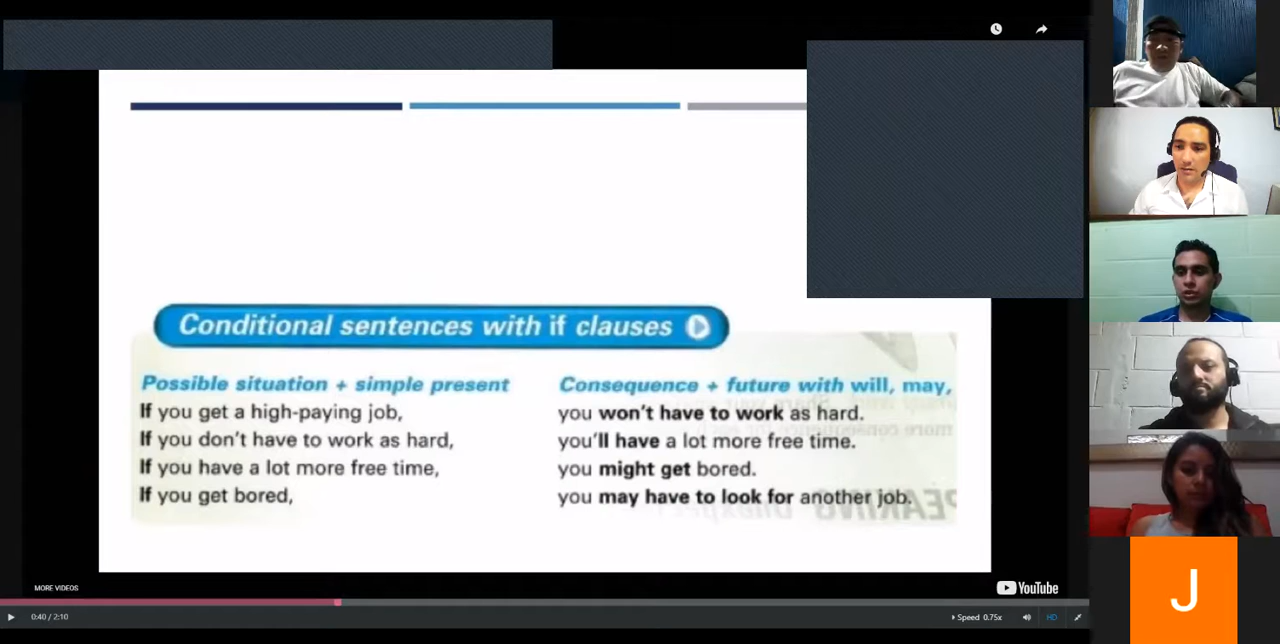 Conditional sentences with if clauses
Possible situation + simple present
Consequence + future with will, may,
If you get a high-paying job,
you won't have to work as hard.
If you don't have to work as hard,
you'll have a lot more free time.
If you have a lot more free time,
you might get bored.
If you get bored,
you may have to look for another job.
MORE VIDEOS
YouTube
0:40 / 2:10
Speed 0.75x
HD
J